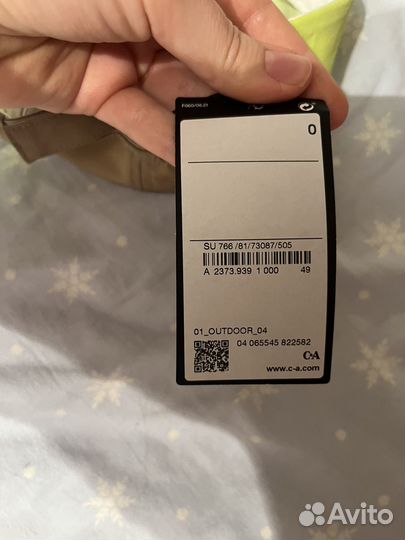 F060/06.21
0
SU 766 /81/73087/505
A 2373.939 1 000 49
01_OUTDOOR_04
04 065545 822582
C&A
www.c-a.com
Avito